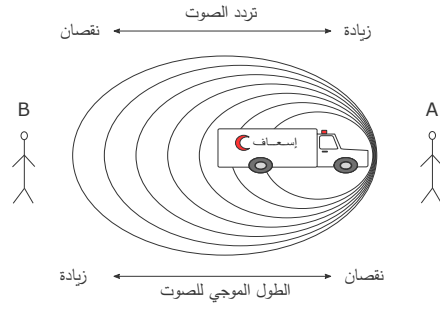 تردد الصوت
زيادة
نقصان
B
A
إسعاف
نقصان
زيادة
الطول الموجي للصوت